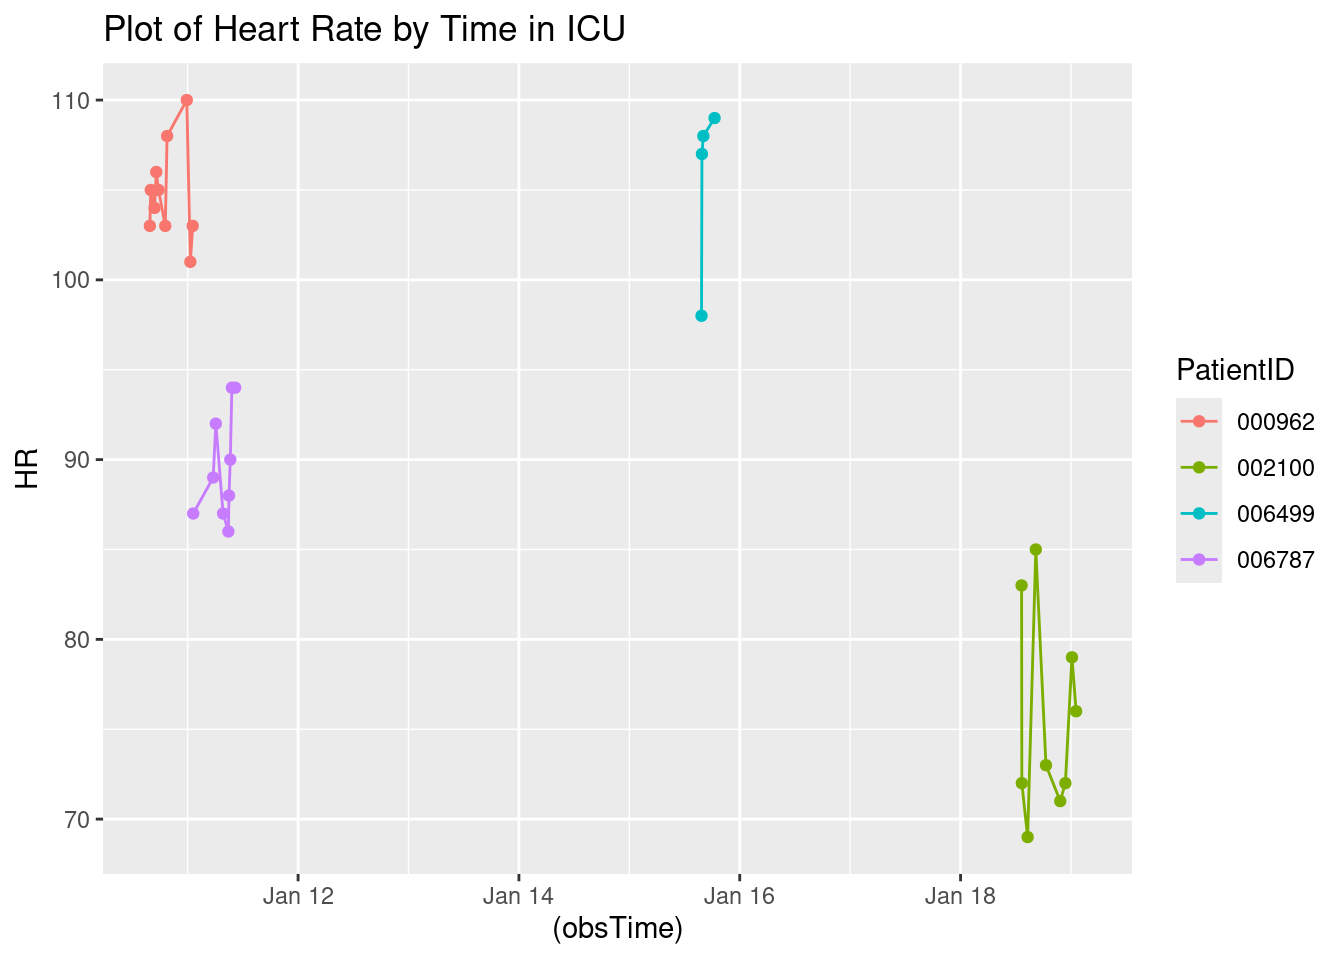 Plot of Heart Rate by Time in ICU
110
100
90
80
70
HR
Jan 12
Jan 14
Jan 16
Jan 18
(obsTime)
PatientID
000962
002100
006499
006787